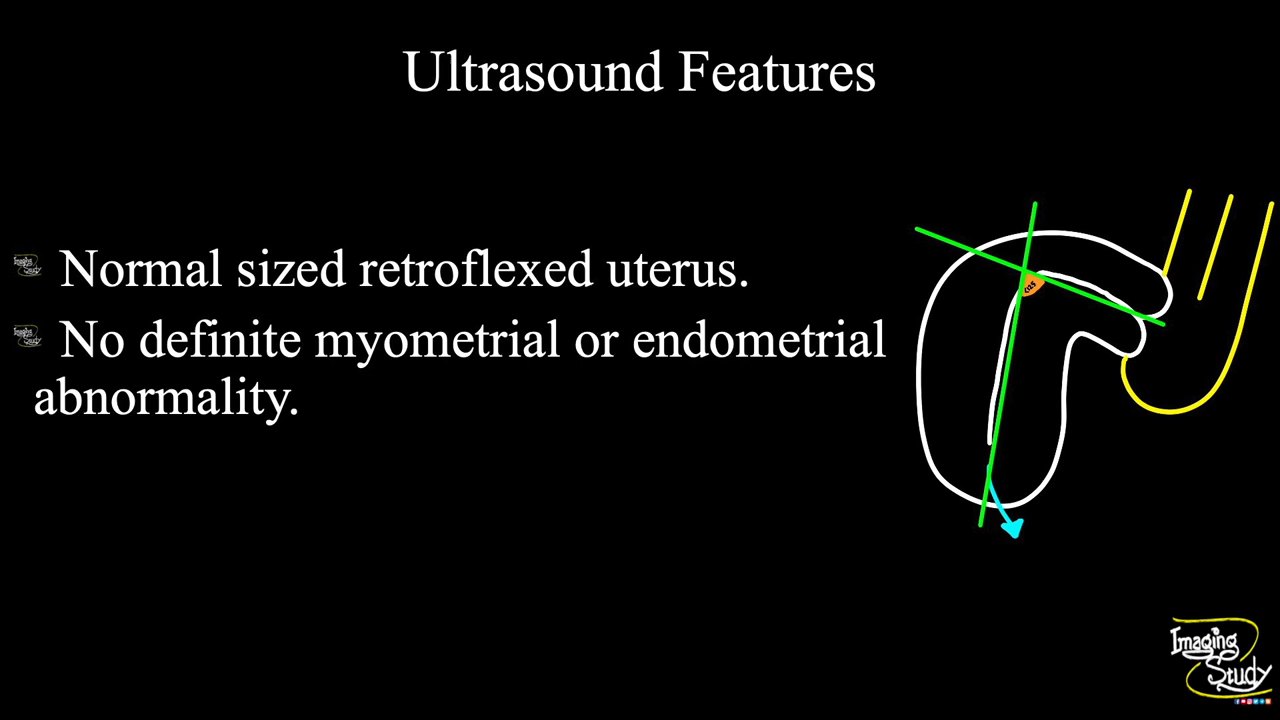 Ultrasound Features
Normal sized retroflexed uterus.
No definite myometrial or endometrial
abnormality.
Imaging
Study